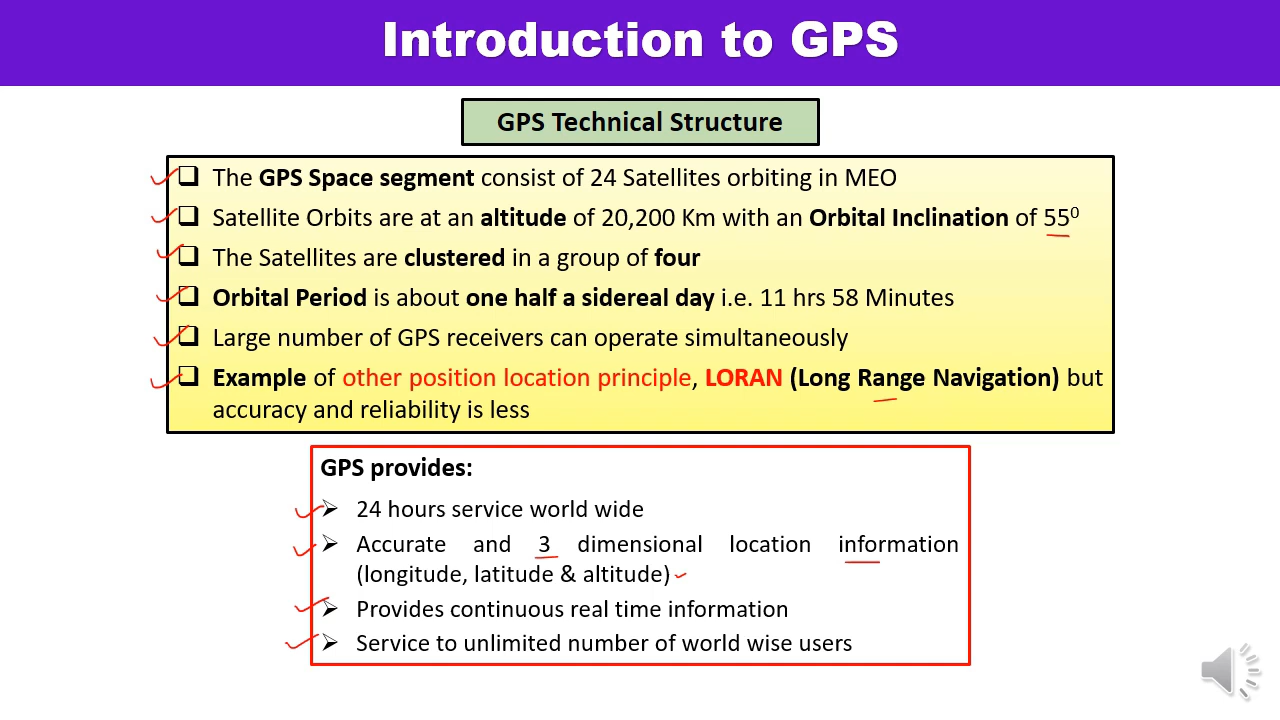 Introduction to GPS
GPS Technical Structure
The GPS Space segment consist of 24 Satellites orbiting in MEO
Satellite Orbits are at an altitude of 20,200 Km with an Orbital Inclination of 55⁰
The Satellites are clustered in a group of four
Orbital Period is about one half a sidereal day i.e. 11 hrs 58 Minutes
Large number of GPS receivers can operate simultaneously
Example of other position location principle, LORAN (Long Range Navigation) but
accuracy and reliability is less
GPS provides:
24 hours service world wide
Accurate and 3 dimensional location information
(longitude, latitude & altitude)
Provides continuous real time information
Service to unlimited number of world wise users